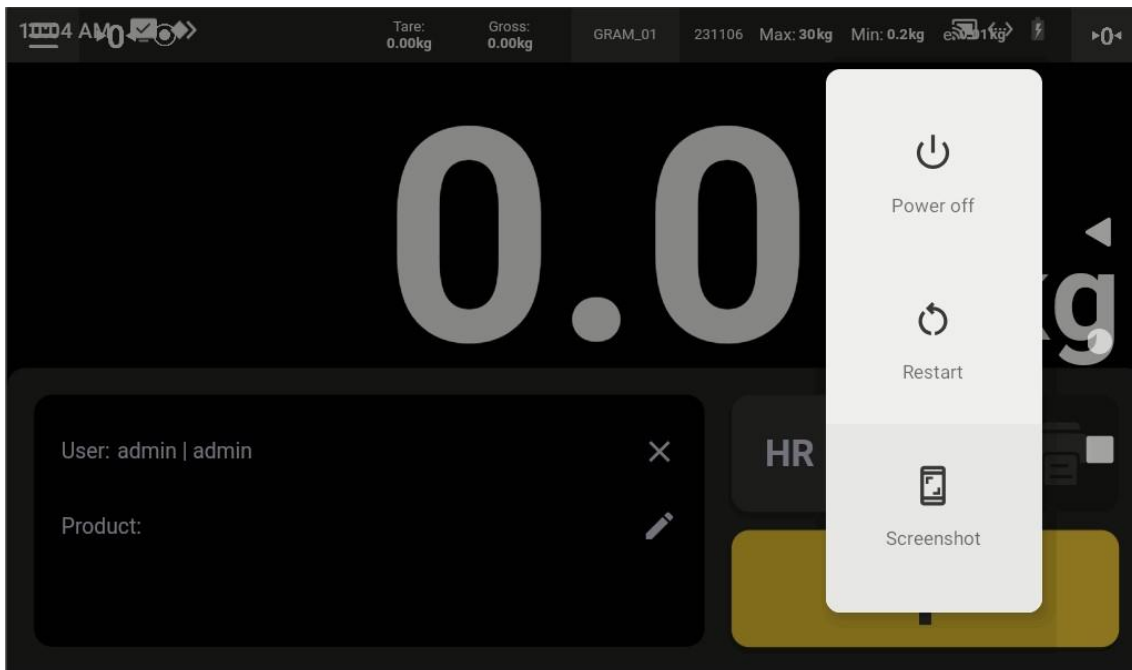 Tare: Gross:
0.00kg 0.00kg GRAM_01 231106 Max: 30kg Min: 0.2kg
0.0 kg
Power off
Restart
User: admin | admin HR
Product:
Screenshot